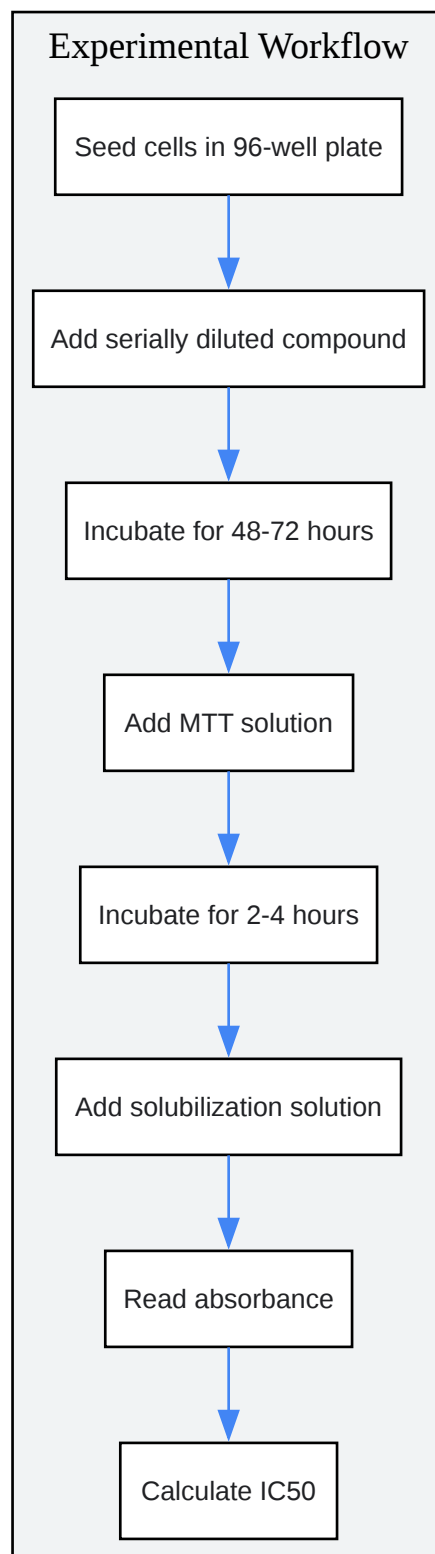 Experimental Workflow
Seed cells in 96-well plate
Add serially diluted compound
Incubate for 48-72 hours
Add MTT solution
Incubate for 2-4 hours
Add solubilization solution
Read absorbance
Calculate IC50